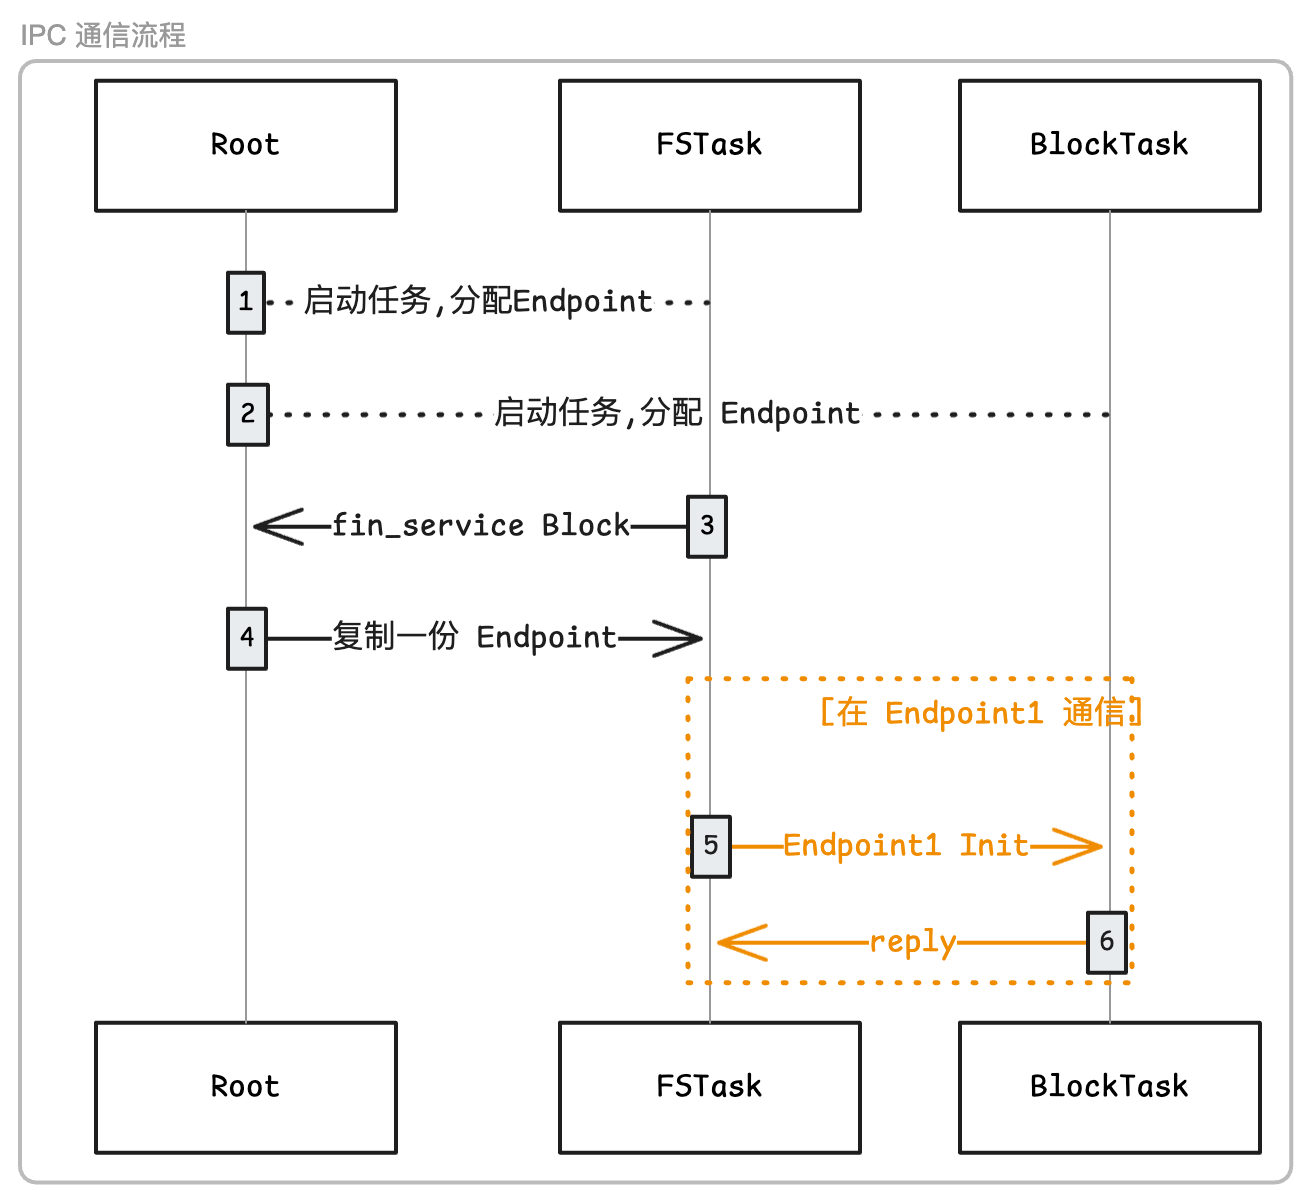 IPC 通信流程
Root
FSTask
BlockTask
1
启动任务,分配Endpoint
2
启动任务,分配 Endpoint
fin_service Block
3
4
复制一份 Endpoint
[在 Endpoint1 通信]
5
Endpoint1 Init
reply
6
Root
FSTask
BlockTask